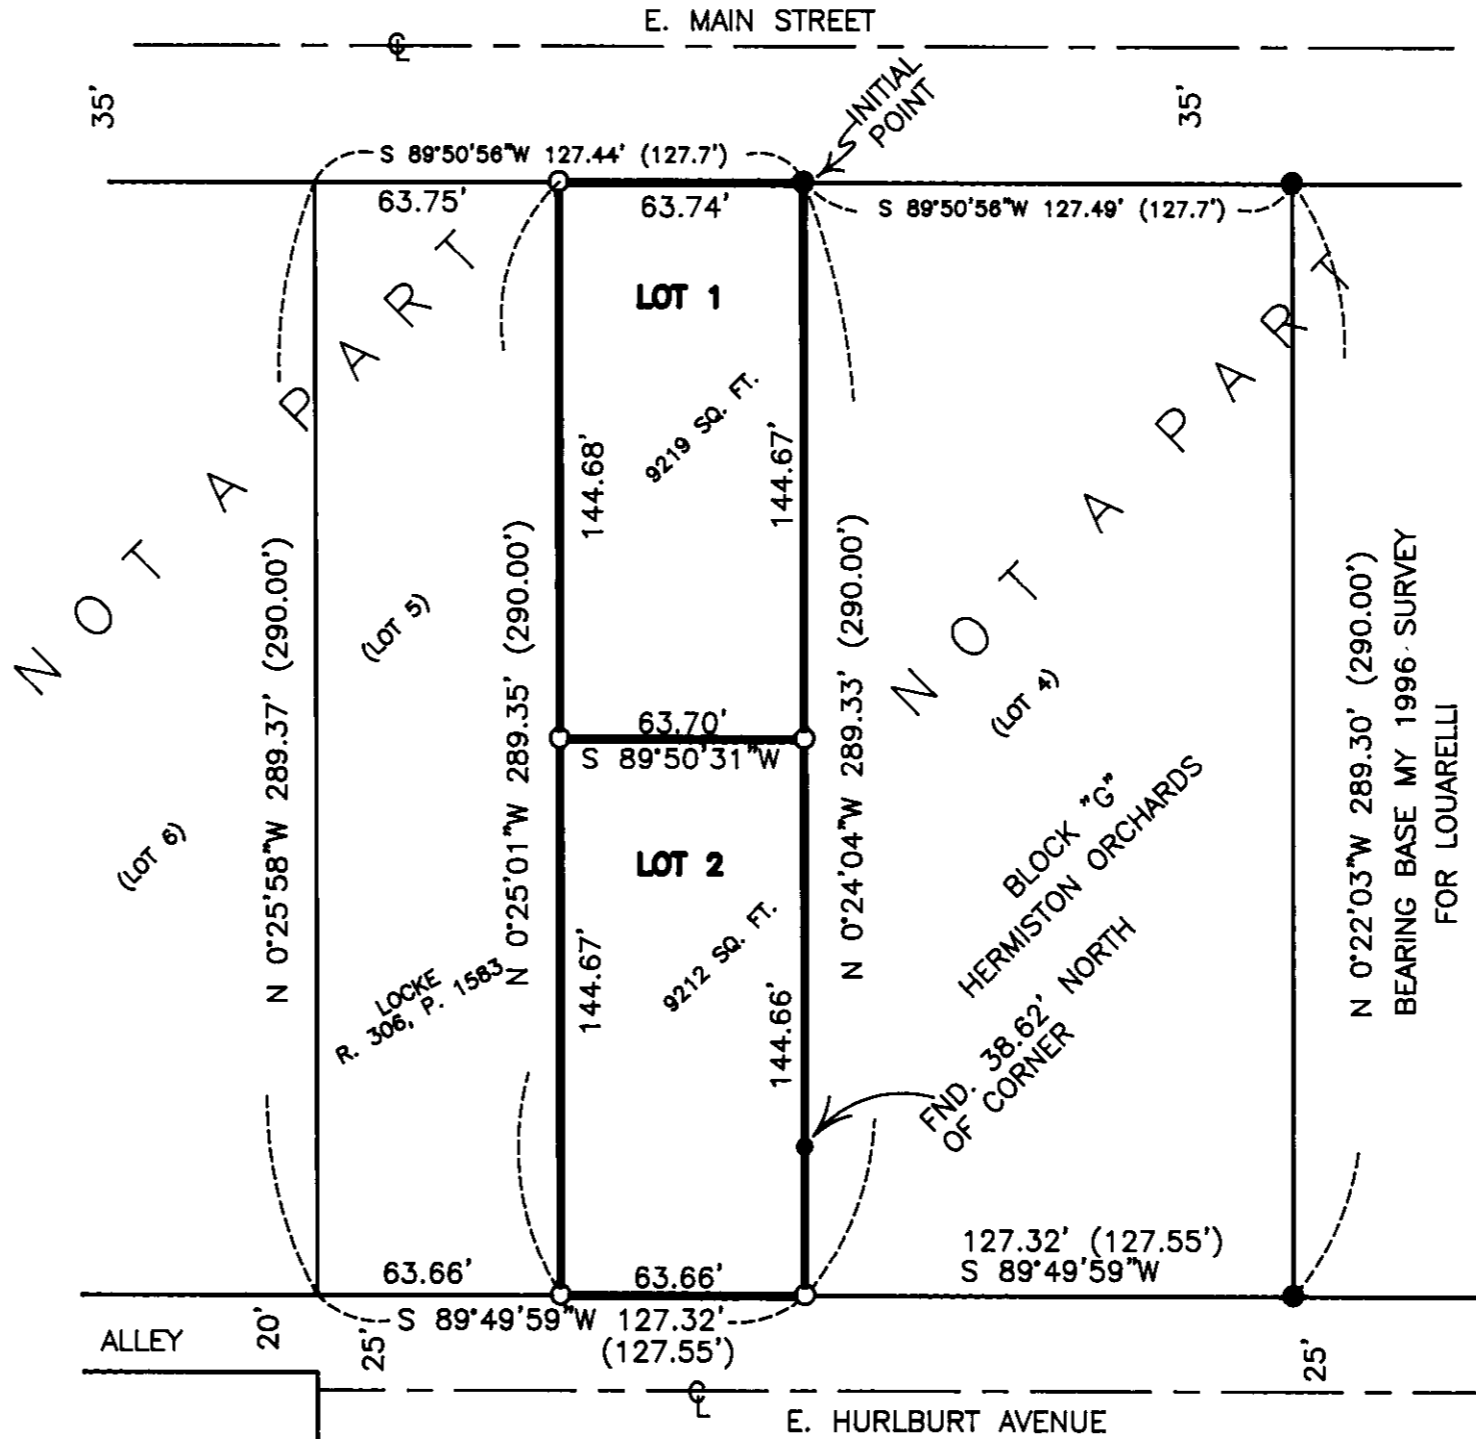 E. MAIN STREET
℄
35'
35'
INITIAL
POINT
S 89°50'56"W 127.44' (127.7')
63.75'
63.74'
S 89°50'56"W 127.49' (127.7')
NOT A PART
NOT A PART
LOT 1
9219 SQ. FT.
144.68'
144.67'
N 0°25'58"W 289.37' (290.00')
(LOT 5)
N 0°25'01"W 289.35' (290.00')
N 0°24'04"W 289.33' (290.00')
(LOT 4)
N 0°22'03"W 289.30' (290.00')
BEARING BASE MY 1996 SURVEY
FOR LOUARELLI
63.70'
S 89°50'31"W
(LOT 6)
LOT 2
9212 SQ. FT.
144.67'
144.66'
LOCKE
R. 306, P. 1583
BLOCK "G"
HERMISTON ORCHARDS
FND. 38.62' NORTH
OF CORNER
63.66'
63.66'
127.32' (127.55')
S 89°49'59"W
S 89°49'59"W 127.32'
(127.55')
ALLEY
20'
25'
25'
℄
E. HURLBURT AVENUE